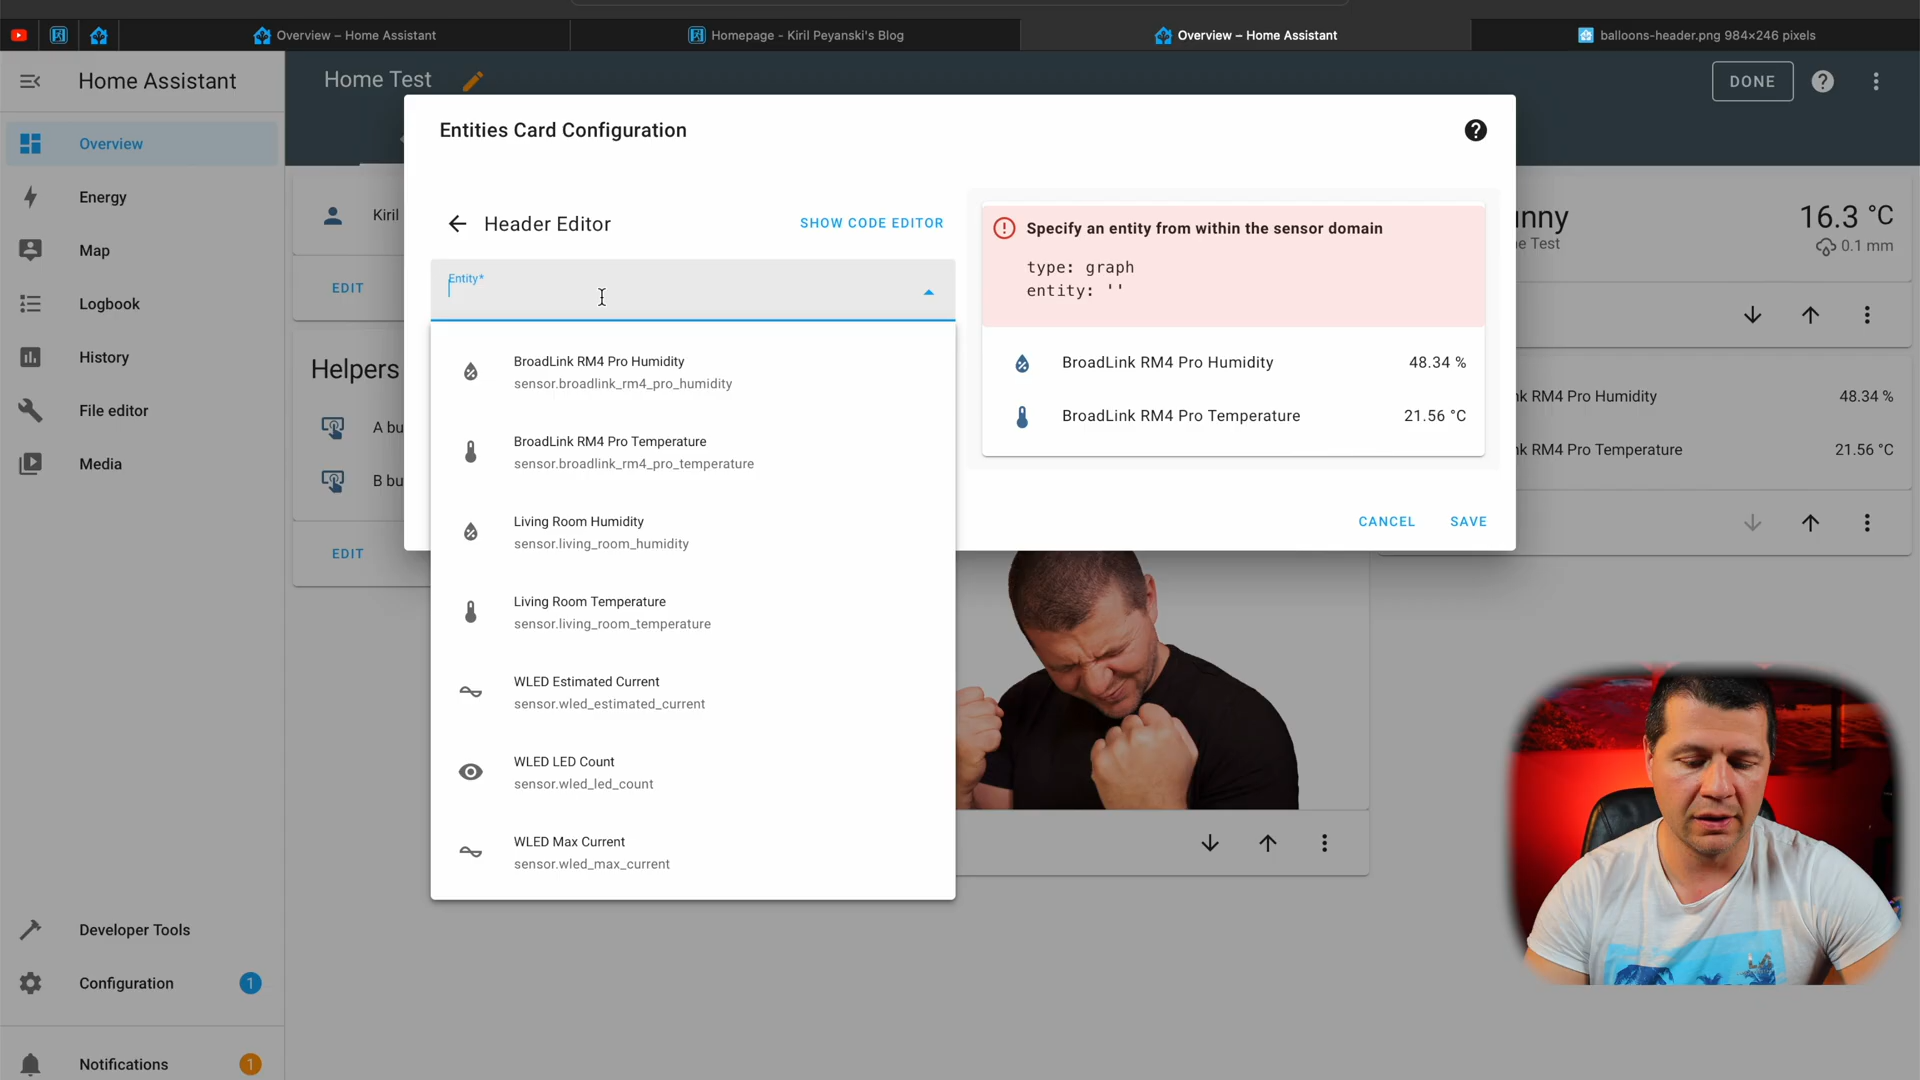 Overview – Home Assistant
Homepage - Kiril Peyanski's Blog
Overview – Home Assistant
balloons-header.png 984×246 pixels
Home Assistant
Home Test
DONE
Overview
Energy
Map
Logbook
History
File editor
Media
Developer Tools
Configuration
1
Notifications
1
Kiril
EDIT
Helpers
A bu
B bu
EDIT
Entities Card Configuration
Header Editor
SHOW CODE EDITOR
Entity*
BroadLink RM4 Pro Humidity
sensor.broadlink_rm4_pro_humidity
BroadLink RM4 Pro Temperature
sensor.broadlink_rm4_pro_temperature
Living Room Humidity
sensor.living_room_humidity
Living Room Temperature
sensor.living_room_temperature
WLED Estimated Current
sensor.wled_estimated_current
WLED LED Count
sensor.wled_led_count
WLED Max Current
sensor.wled_max_current
Specify an entity from within the sensor domain
type: graph
entity: ''
BroadLink RM4 Pro Humidity 48.34 %
BroadLink RM4 Pro Temperature 21.56 °C
CANCEL
SAVE
nny
16.3 °C
e Test
0.1 mm
nk RM4 Pro Humidity 48.34 %
nk RM4 Pro Temperature 21.56 °C